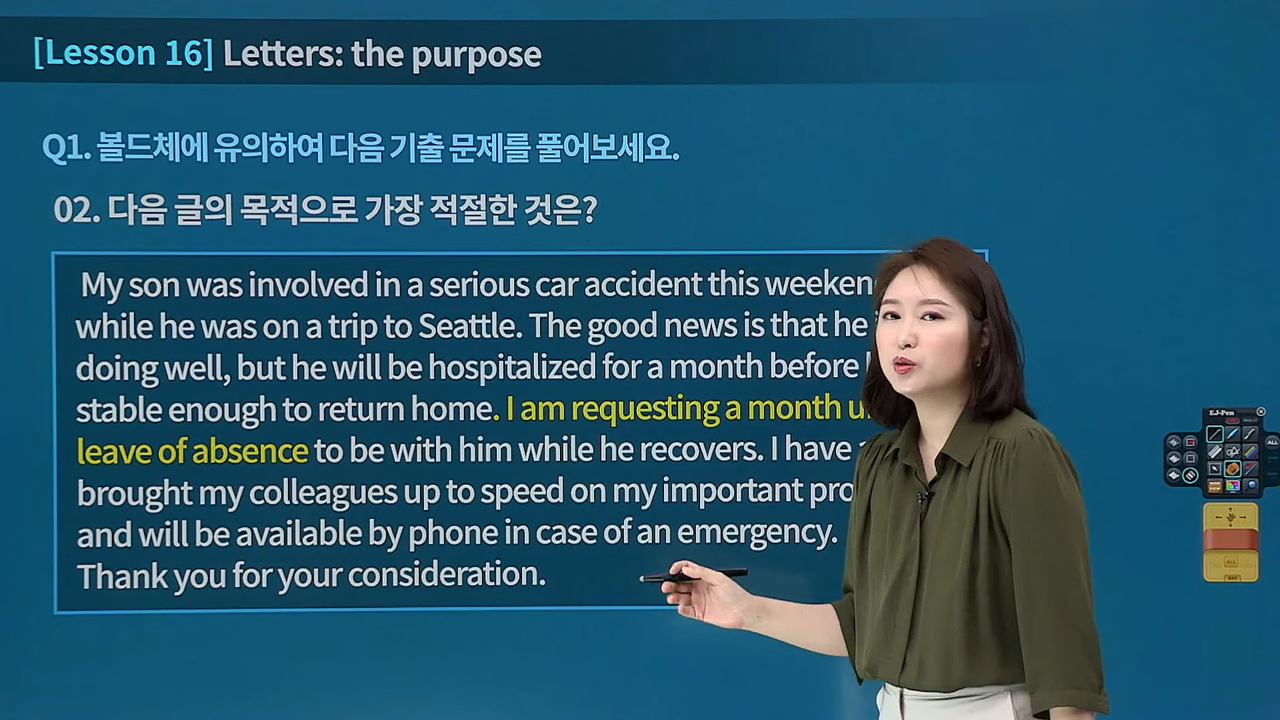 [Lesson 16] Letters: the purpose
Q1. 볼드체에 유의하여 다음 기출 문제를 풀어보세요.
02. 다음 글의 목적으로 가장 적절한 것은?
My son was involved in a serious car accident this
while he was on a trip to Seattle. The good news is that he
doing well, but he will be hospitalized for a month before
stable enough to return home. I am requesting a month
leave of absence to be with him while he recovers. I have
brought my colleagues up to speed on my important
and will be available by phone in case of an emergency.
Thank you for your consideration.
EJ-Pen
ALL
ALL